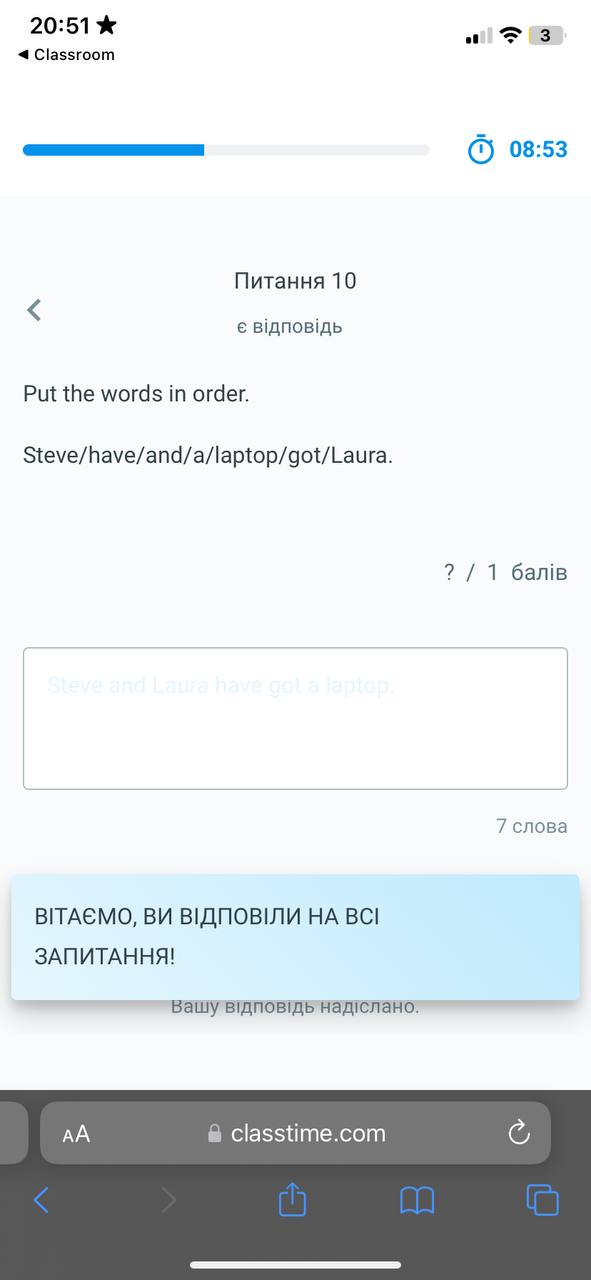 20:51 ★
3
◀ Classroom
08:53
Питання 10
є відповідь
Put the words in order.
Steve/have/and/a/laptop/got/Laura.
? / 1 балів
Steve and Laura have got a laptop.
7 слова
ВІТАЄМО, ВИ ВІДПОВІЛИ НА ВСІ
ЗАПИТАННЯ!
Вашу відповідь надіслано.
AA
classtime.com